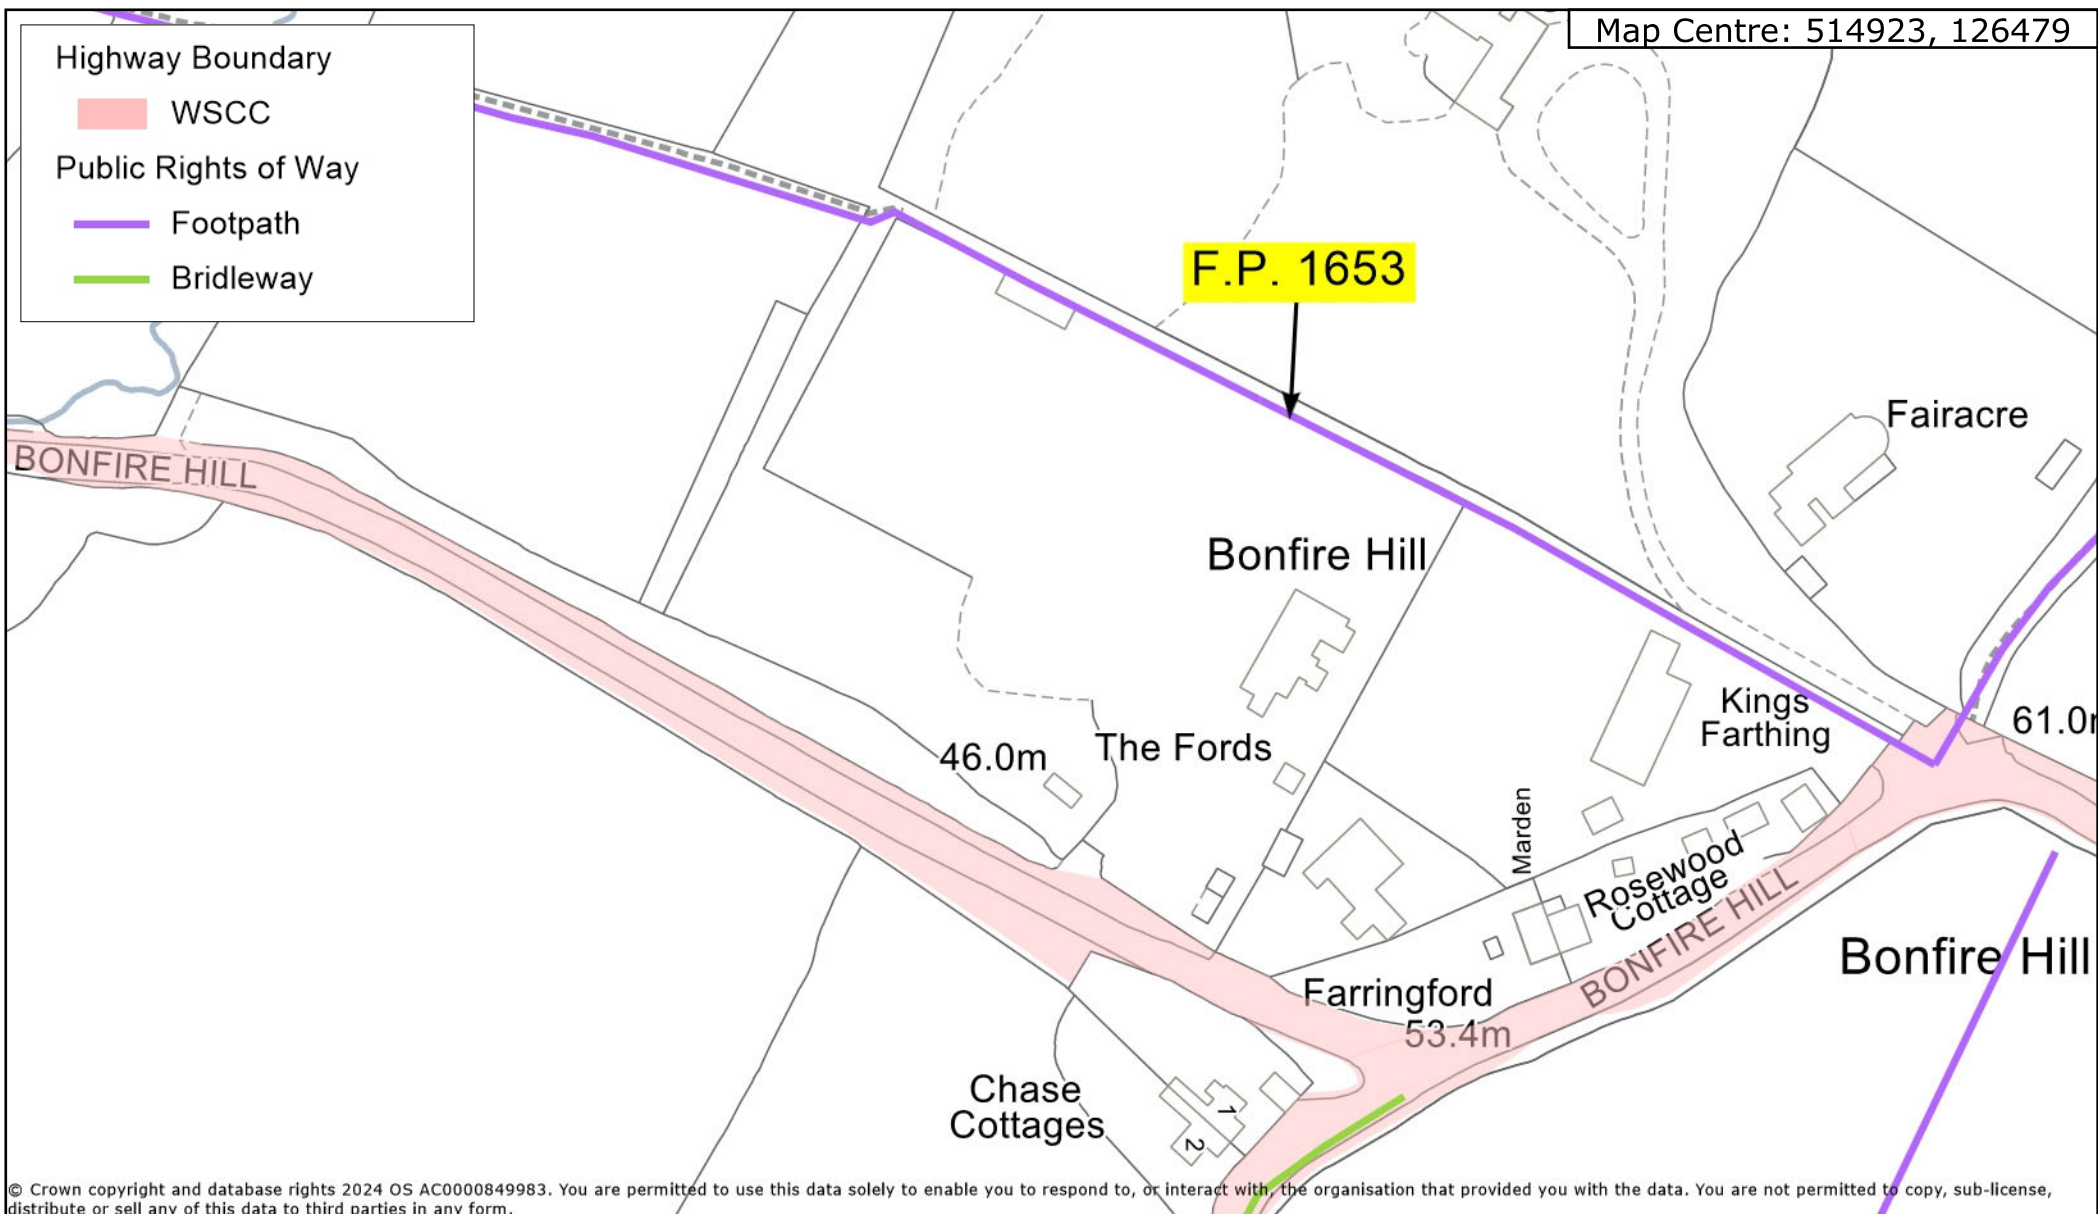 Map Centre: 514923, 126479
Highway Boundary
WSCC
Public Rights of Way
Footpath
Bridleway
F.P. 1653
Fairacre
BONFIRE HILL
Bonfire Hill
Kings
Farthing
61.0
46.0m
The Fords
Marden
Rosewood
Cottage
BONFIRE HILL
Bonfire Hill
Farringford
53.4m
Chase
Cottages
1
2
© Crown copyright and database rights 2024 OS AC0000849983. You are permitted to use this data solely to enable you to respond to, or interact with, the organisation that provided you with the data. You are not permitted to copy, sub-license,
distribute or sell any of this data to third parties in any form.